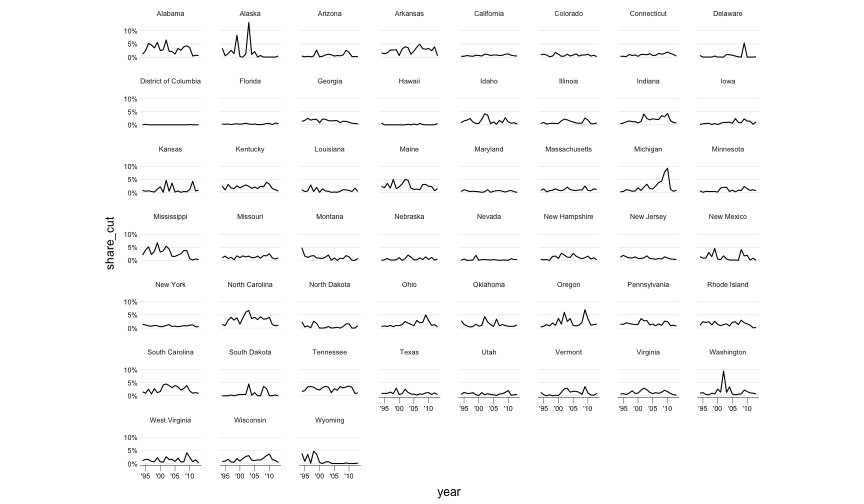 Alabama Alaska Arizona Arkansas California Colorado Connecticut Delaware
10%
5%
0%
District of Columbia Florida Georgia Hawaii Idaho Illinois Indiana Iowa
10%
5%
0%
Kansas Kentucky Louisiana Maine Maryland Massachusetts Michigan Minnesota
10%
5%
0%
Mississippi Missouri Montana Nebraska Nevada New Hampshire New Jersey New Mexico
10%
5%
0%
New York North Carolina North Dakota Ohio Oklahoma Oregon Pennsylvania Rhode Island
10%
5%
0%
South Carolina South Dakota Tennessee Texas Utah Vermont Virginia Washington
10%
5%
0%
'95 '00 '05 '10 '95 '00 '05 '10 '95 '00 '05 '10 '95 '00 '05 '10 '95 '00 '05 '10
West Virginia Wisconsin Wyoming
10%
5%
0%
'95 '00 '05 '10 '95 '00 '05 '10 '95 '00 '05 '10
share_cut
year